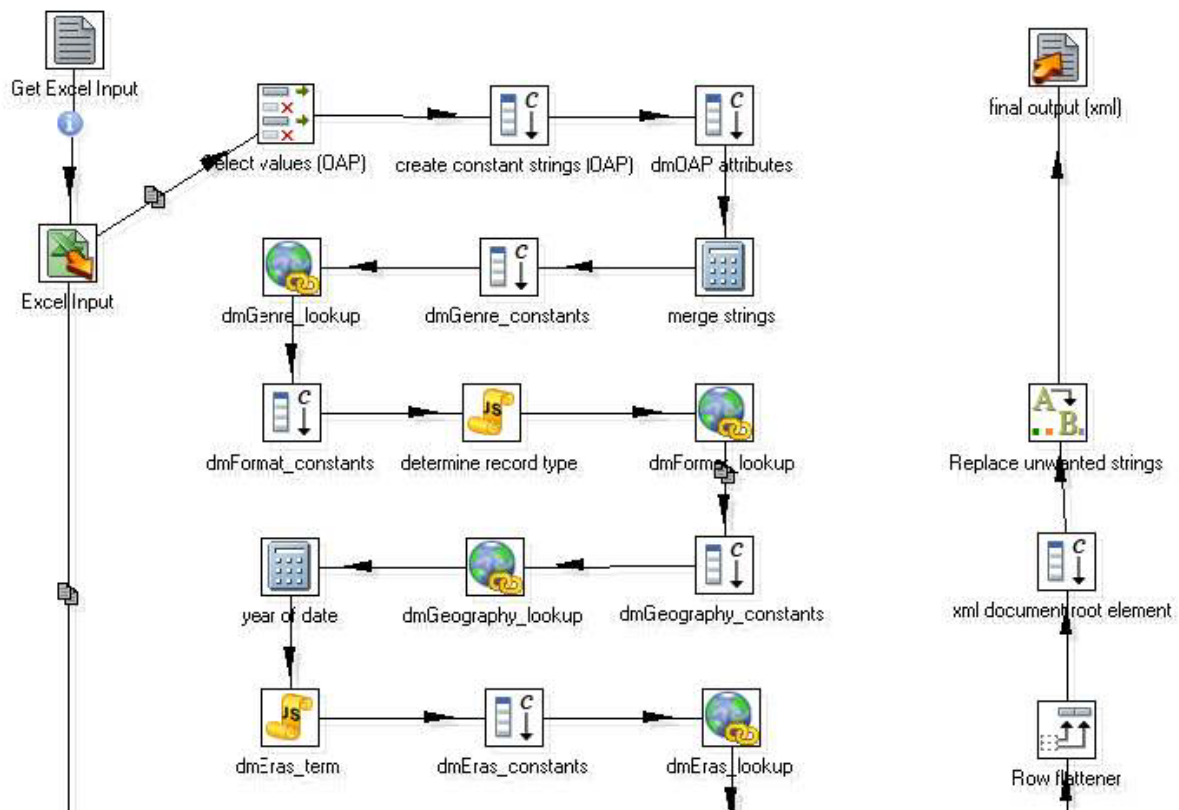 Get Excel Input
final output (xml)
Select values (OAP)
create constant strings (OAP)
dmOAP attributes
Excel Input
dmGenre_lookup
dmGenre_constants
merge strings
dmFormat_constants
determine record type
dmFormat_lookup
Replace unwanted strings
year of date
dmGeography_lookup
dmGeography_constants
xml document root element
dmEras_term
dmEras_constants
dmEras_lookup
Row flattener